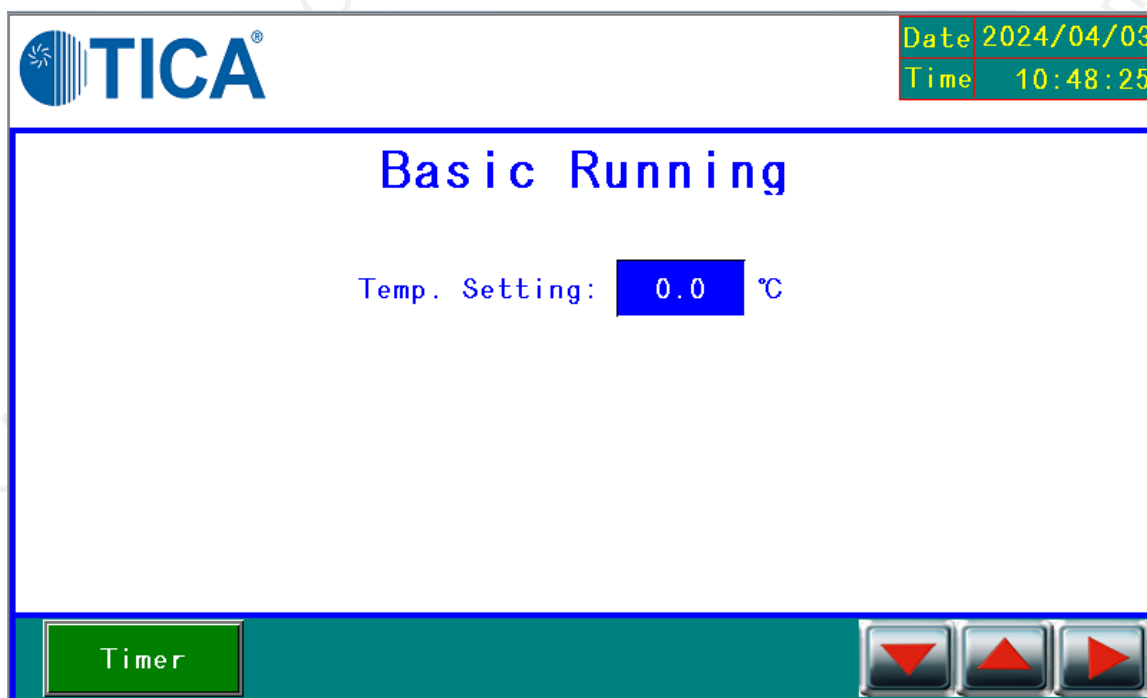 TICA®
Date 2024/04/03
Time 10:48:25
Basic Running
Temp. Setting: 0.0 ℃
Timer